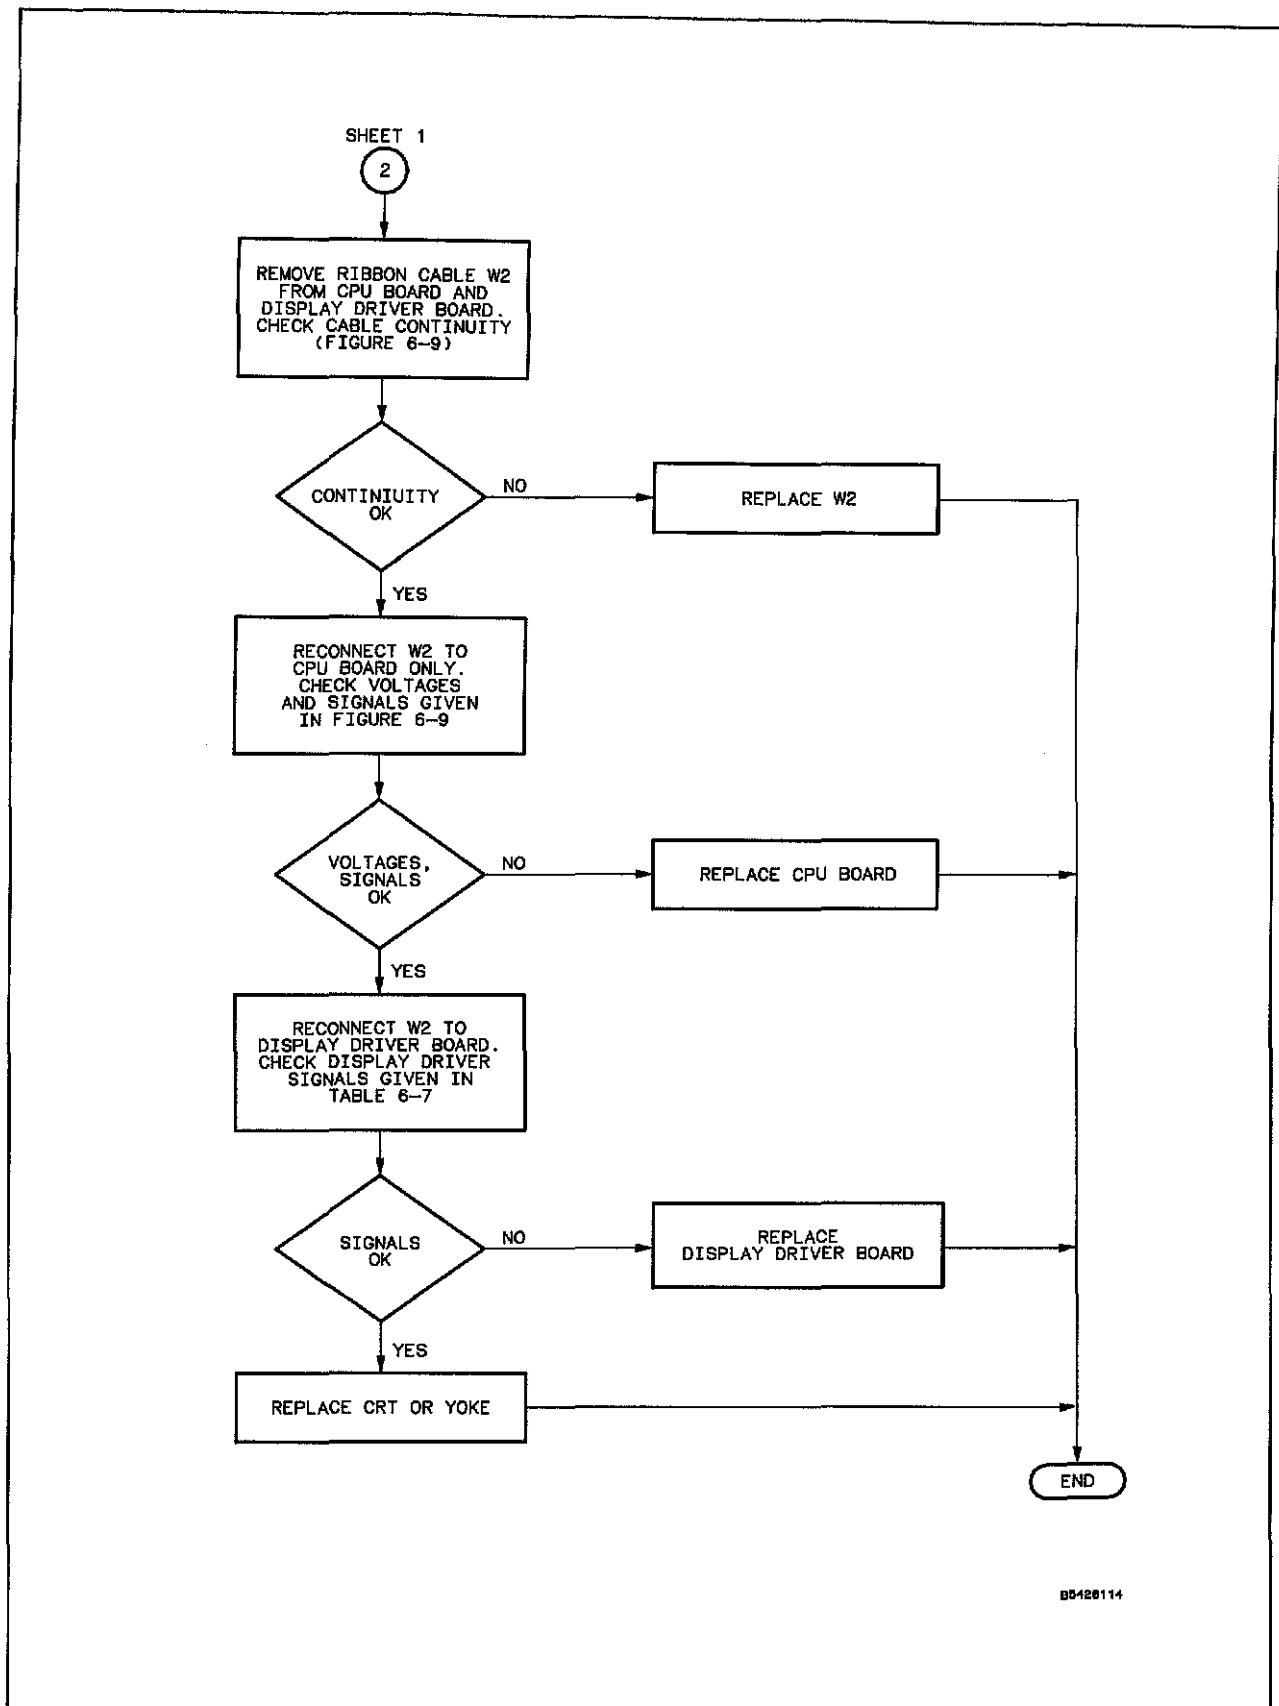 SHEET 1
2
REMOVE RIBBON CABLE W2
FROM CPU BOARD AND
DISPLAY DRIVER BOARD.
CHECK CABLE CONTINUITY
(FIGURE 6-9)
CONTINIUITY
OK
NO
REPLACE W2
YES
RECONNECT W2 TO
CPU BOARD ONLY.
CHECK VOLTAGES
AND SIGNALS GIVEN
IN FIGURE 6-9
VOLTAGES,
SIGNALS
OK
NO
REPLACE CPU BOARD
YES
RECONNECT W2 TO
DISPLAY DRIVER BOARD.
CHECK DISPLAY DRIVER
SIGNALS GIVEN IN
TABLE 6-7
SIGNALS
OK
NO
REPLACE
DISPLAY DRIVER BOARD
YES
REPLACE CRT OR YOKE
END